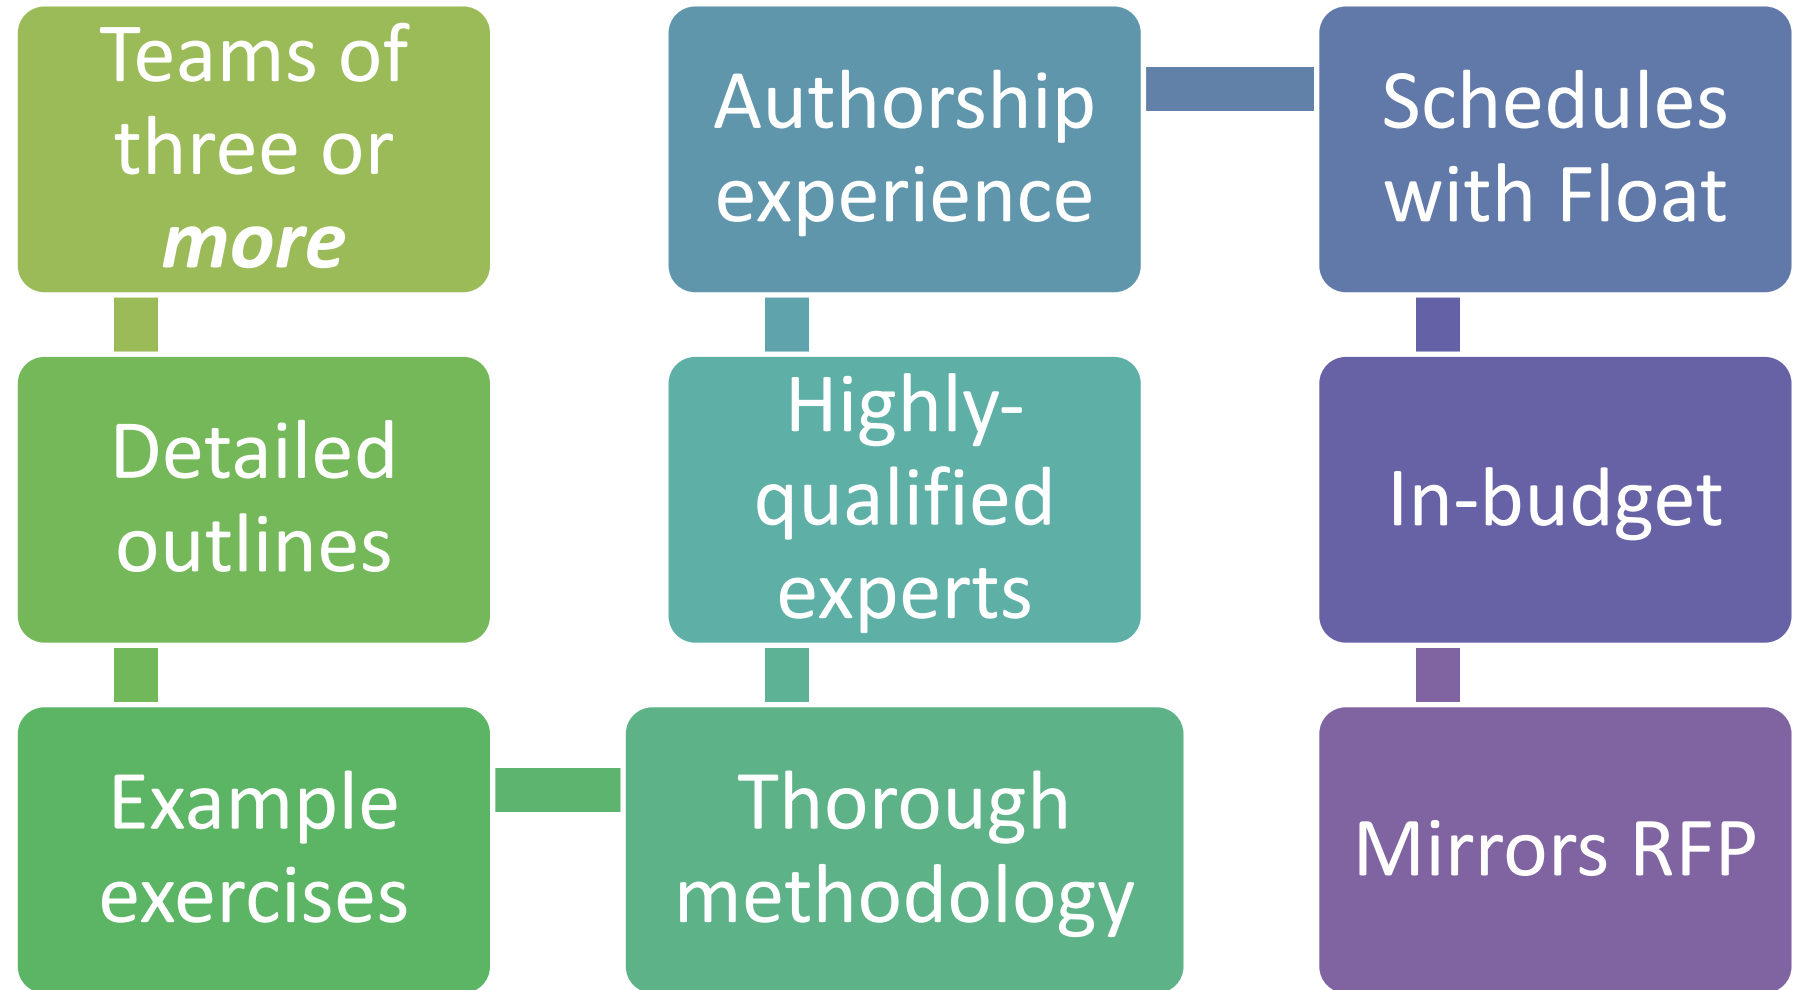 Teams of
three or
more
Detailed
outlines
Example
exercises
Thorough
methodology
Highly-
qualified
experts
Authorship
experience
Schedules
with Float
In-budget
Mirrors RFP